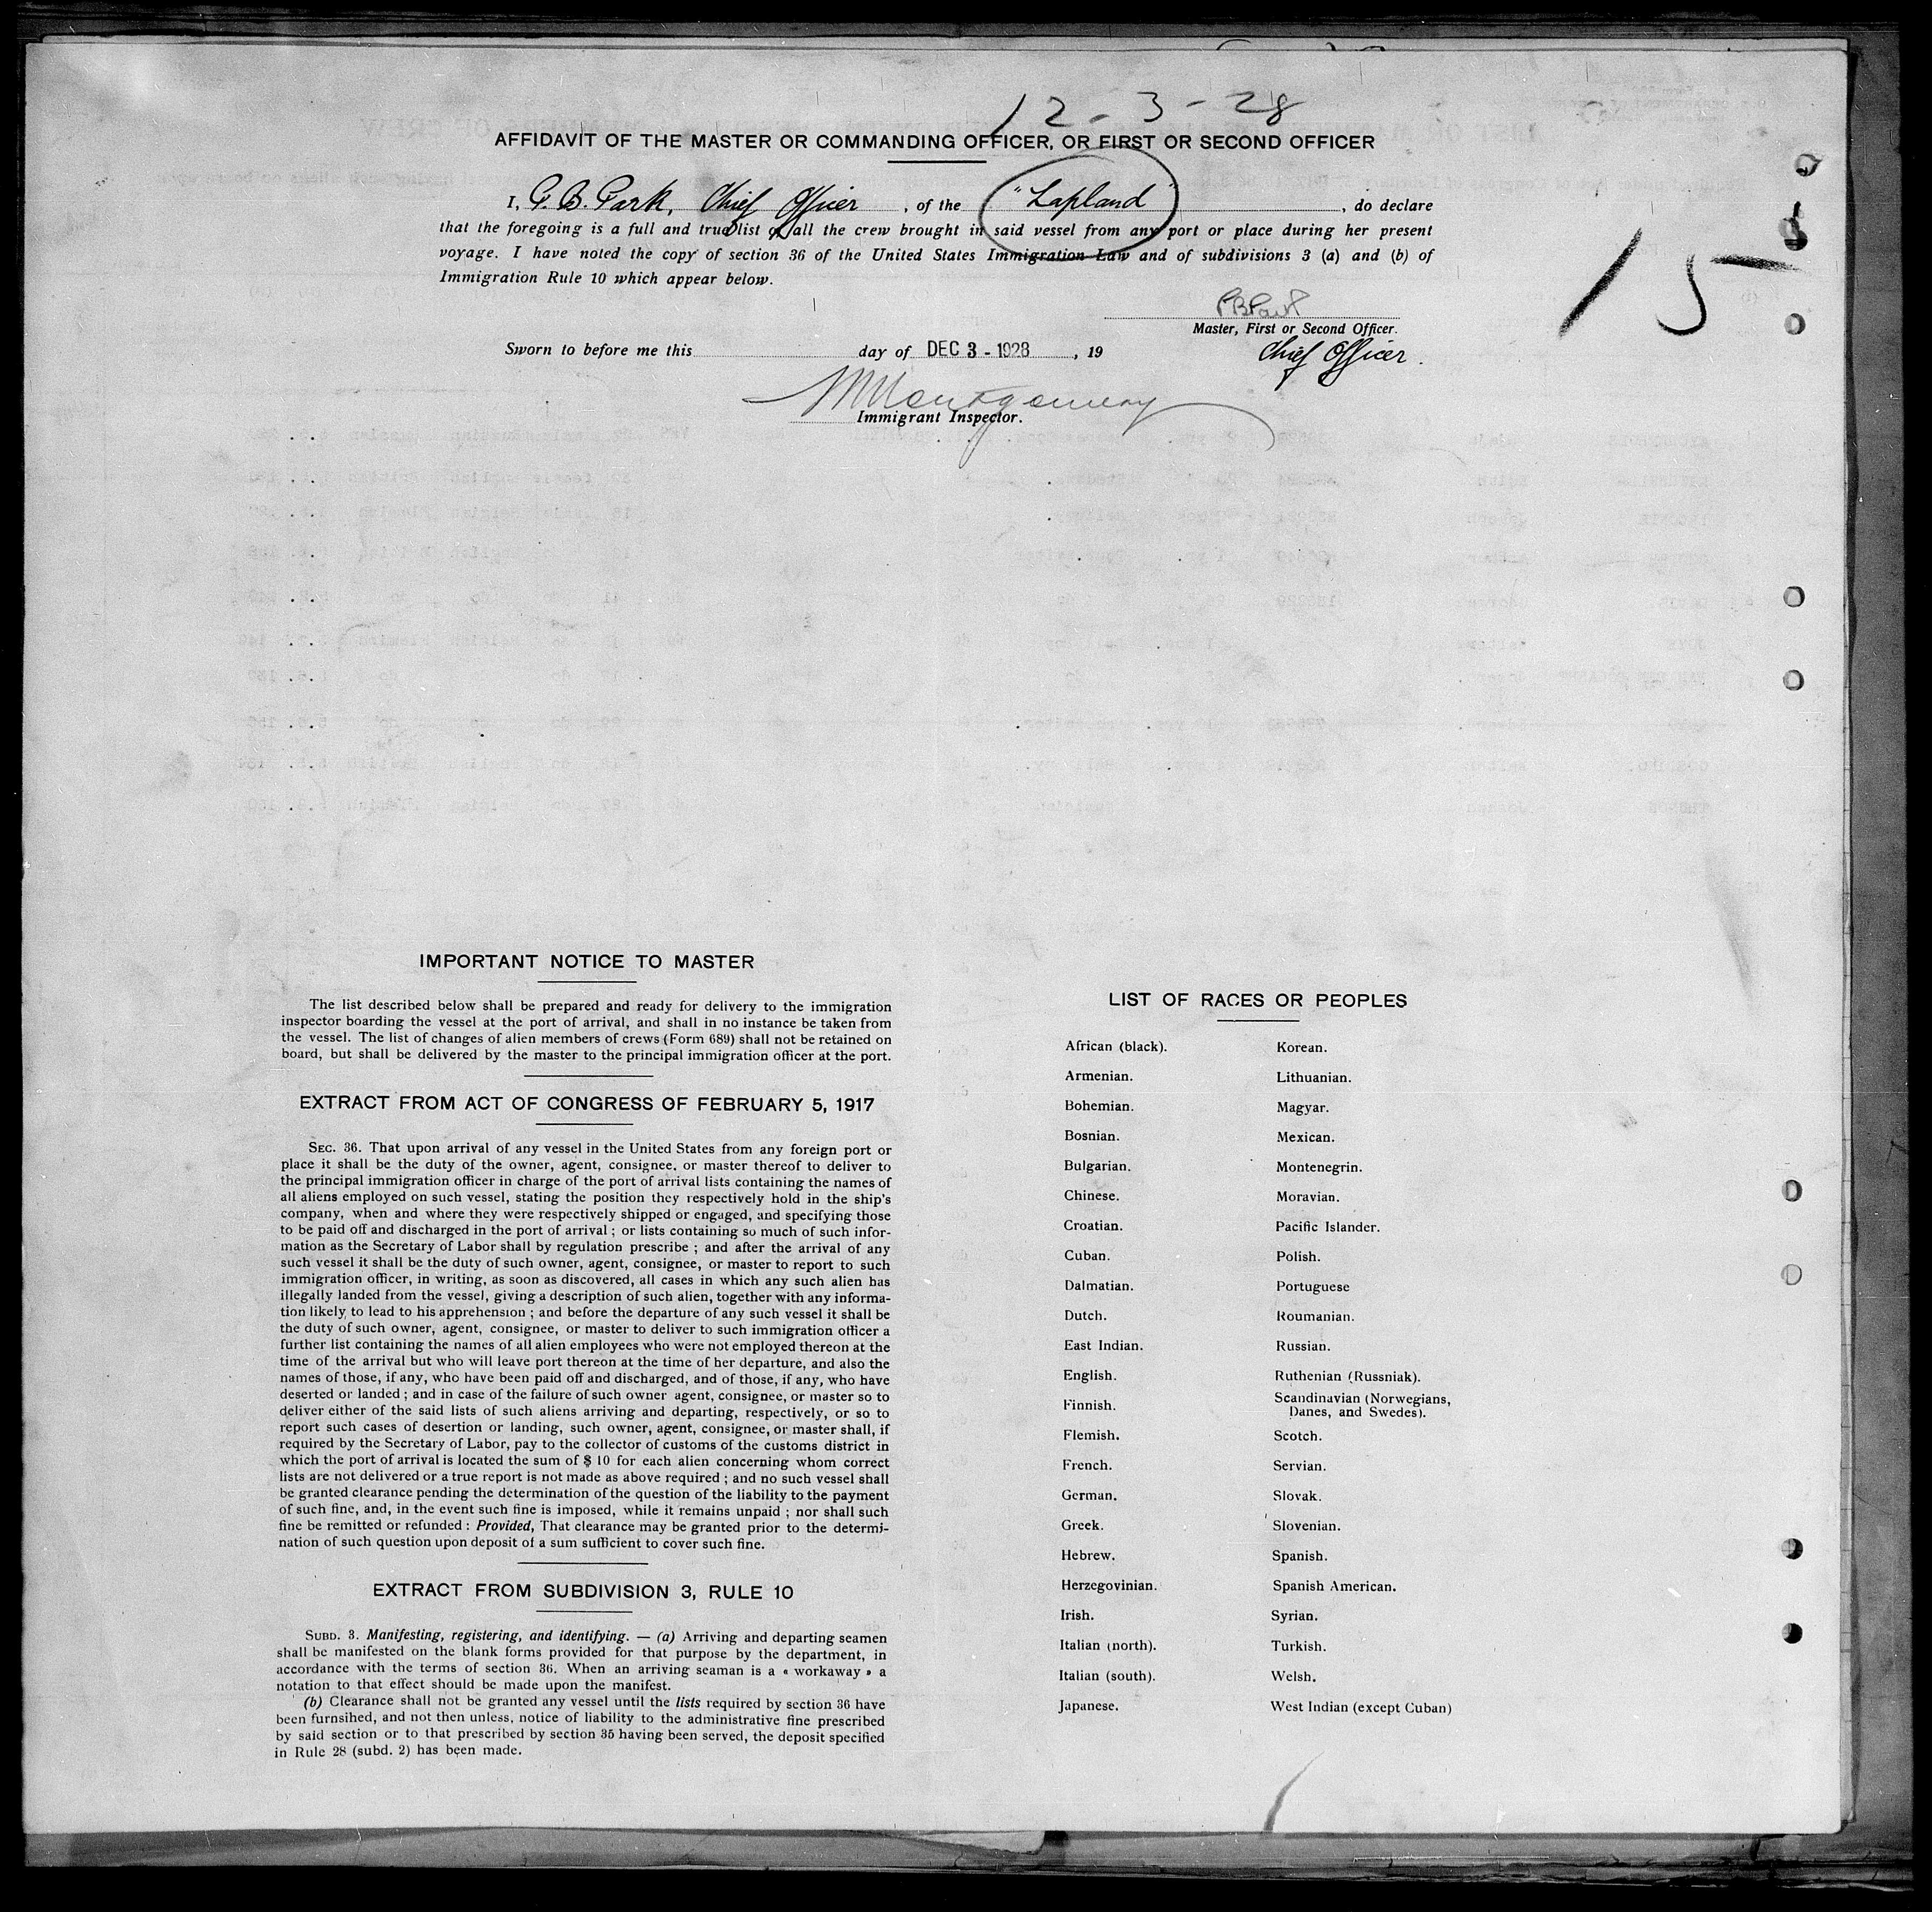 12 - 3 - 28
AFFIDAVIT OF THE MASTER OR COMMANDING OFFICER, OR FIRST OR SECOND OFFICER
I, P. B. Park, Chief Officer, of the "Lapland", do declare
that the foregoing is a full and true list of all the crew brought in said vessel from any port or place during her present
voyage. I have noted the copy of section 36 of the United States Immigration Law and of subdivisions 3 (a) and (b) of
Immigration Rule 10 which appear below.
15
PBPark
Master, First or Second Officer.
Chief Officer.
Sworn to before me this day of DEC 3 - 1928, 19
Montgomery
Immigrant Inspector.
IMPORTANT NOTICE TO MASTER
The list described below shall be prepared and ready for delivery to the immigration
inspector boarding the vessel at the port of arrival, and shall in no instance be taken from
the vessel. The list of changes of alien members of crews (Form 689) shall not be retained on
board, but shall be delivered by the master to the principal immigration officer at the port.
EXTRACT FROM ACT OF CONGRESS OF FEBRUARY 5, 1917
SEC. 36. That upon arrival of any vessel in the United States from any foreign port or
place it shall be the duty of the owner, agent, consignee, or master thereof to deliver to
the principal immigration officer in charge of the port of arrival lists containing the names of
all aliens employed on such vessel, stating the position they respectively hold in the ship's
company, when and where they were respectively shipped or engaged, and specifying those
to be paid off and discharged in the port of arrival ; or lists containing so much of such infor-
mation as the Secretary of Labor shall by regulation prescribe ; and after the arrival of any
such vessel it shall be the duty of such owner, agent, consignee, or master to report to such
immigration officer, in writing, as soon as discovered, all cases in which any such alien has
illegally landed from the vessel, giving a description of such alien, together with any informa-
tion likely to lead to his apprehension ; and before the departure of any such vessel it shall be
the duty of such owner, agent, consignee, or master to deliver to such immigration officer a
further list containing the names of all alien employees who were not employed thereon at the
time of the arrival but who will leave port thereon at the time of her departure, and also the
names of those, if any, who have been paid off and discharged, and of those, if any, who have
deserted or landed ; and in case of the failure of such owner agent, consignee, or master so to
deliver either of the said lists of such aliens arriving and departing, respectively, or so to
report such cases of desertion or landing, such owner, agent, consignee, or master shall, if
required by the Secretary of Labor, pay to the collector of customs of the customs district in
which the port of arrival is located the sum of $ 10 for each alien concerning whom correct
lists are not delivered or a true report is not made as above required ; and no such vessel shall
be granted clearance pending the determination of the question of the liability to the payment
of such fine, and, in the event such fine is imposed, while it remains unpaid ; nor shall such
fine be remitted or refunded : Provided, That clearance may be granted prior to the determi-
nation of such question upon deposit of a sum sufficient to cover such fine.
EXTRACT FROM SUBDIVISION 3, RULE 10
SUBD. 3. Manifesting, registering, and identifying. — (a) Arriving and departing seamen
shall be manifested on the blank forms provided for that purpose by the department, in
accordance with the terms of section 36. When an arriving seaman is a « workaway » a
notation to that effect should be made upon the manifest.
(b) Clearance shall not be granted any vessel until the lists required by section 36 have
been furnsihed, and not then unless, notice of liability to the administrative fine prescribed
by said section or to that prescribed by section 35 having been served, the deposit specified
in Rule 28 (subd. 2) has been made.
LIST OF RACES OR PEOPLES
African (black). Korean.
Armenian. Lithuanian.
Bohemian. Magyar.
Bosnian. Mexican.
Bulgarian. Montenegrin.
Chinese. Moravian.
Croatian. Pacific Islander.
Cuban. Polish.
Dalmatian. Portuguese
Dutch. Roumanian.
East Indian. Russian.
English. Ruthenian (Russniak).
Finnish. Scandinavian (Norwegians,
Danes, and Swedes).
Flemish. Scotch.
French. Servian.
German. Slovak.
Greek. Slovenian.
Hebrew. Spanish.
Herzegovinian. Spanish American.
Irish. Syrian.
Italian (north). Turkish.
Italian (south). Welsh.
Japanese. West Indian (except Cuban)